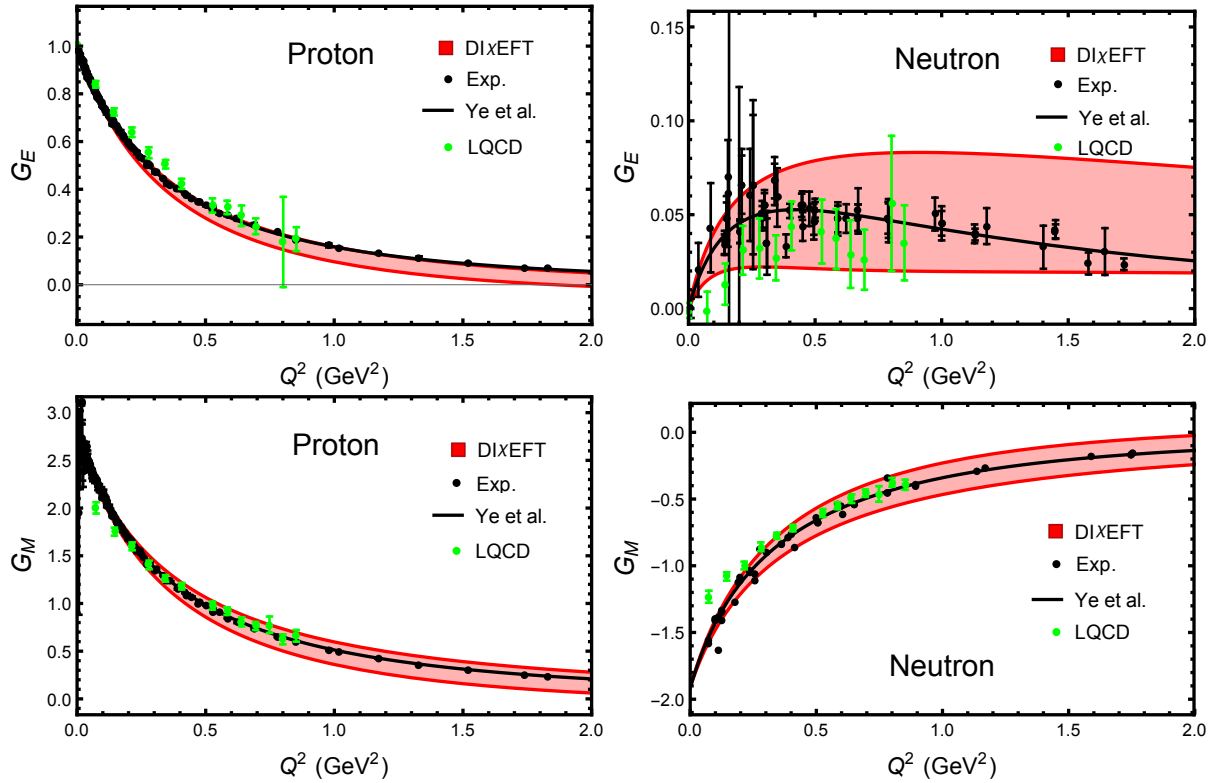 Proton
DIχEFT
Exp.
Ye et al.
LQCD
G_E
1.0
0.8
0.6
0.4
0.2
0.0
0.0 0.5 1.0 1.5 2.0
Q^2 (GeV^2)
Neutron
DIχEFT
Exp.
Ye et al.
LQCD
G_E
0.15
0.10
0.05
0.00
0.0 0.5 1.0 1.5 2.0
Q^2 (GeV^2)
Proton
DIχEFT
Exp.
Ye et al.
LQCD
G_M
3.0
2.5
2.0
1.5
1.0
0.5
0.0
0.0 0.5 1.0 1.5 2.0
Q^2 (GeV^2)
DIχEFT
Exp.
Ye et al.
LQCD
Neutron
G_M
0.0
-0.5
-1.0
-1.5
-2.0
0.0 0.5 1.0 1.5 2.0
Q^2 (GeV^2)